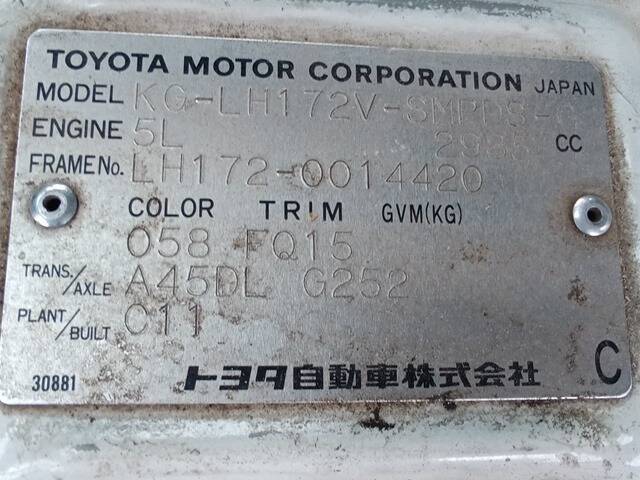 TOYOTA MOTOR CORPORATION JAPAN
MODEL KG-LH172V-SMPDS-G
ENGINE 5L 2985 CC
FRAME No. LH172-0014420
COLOR TRIM GVM(KG)
058 FQ15
TRANS./AXLE A45DL G252
PLANT/BUILT C11
30881 トヨタ自動車株式会社 C